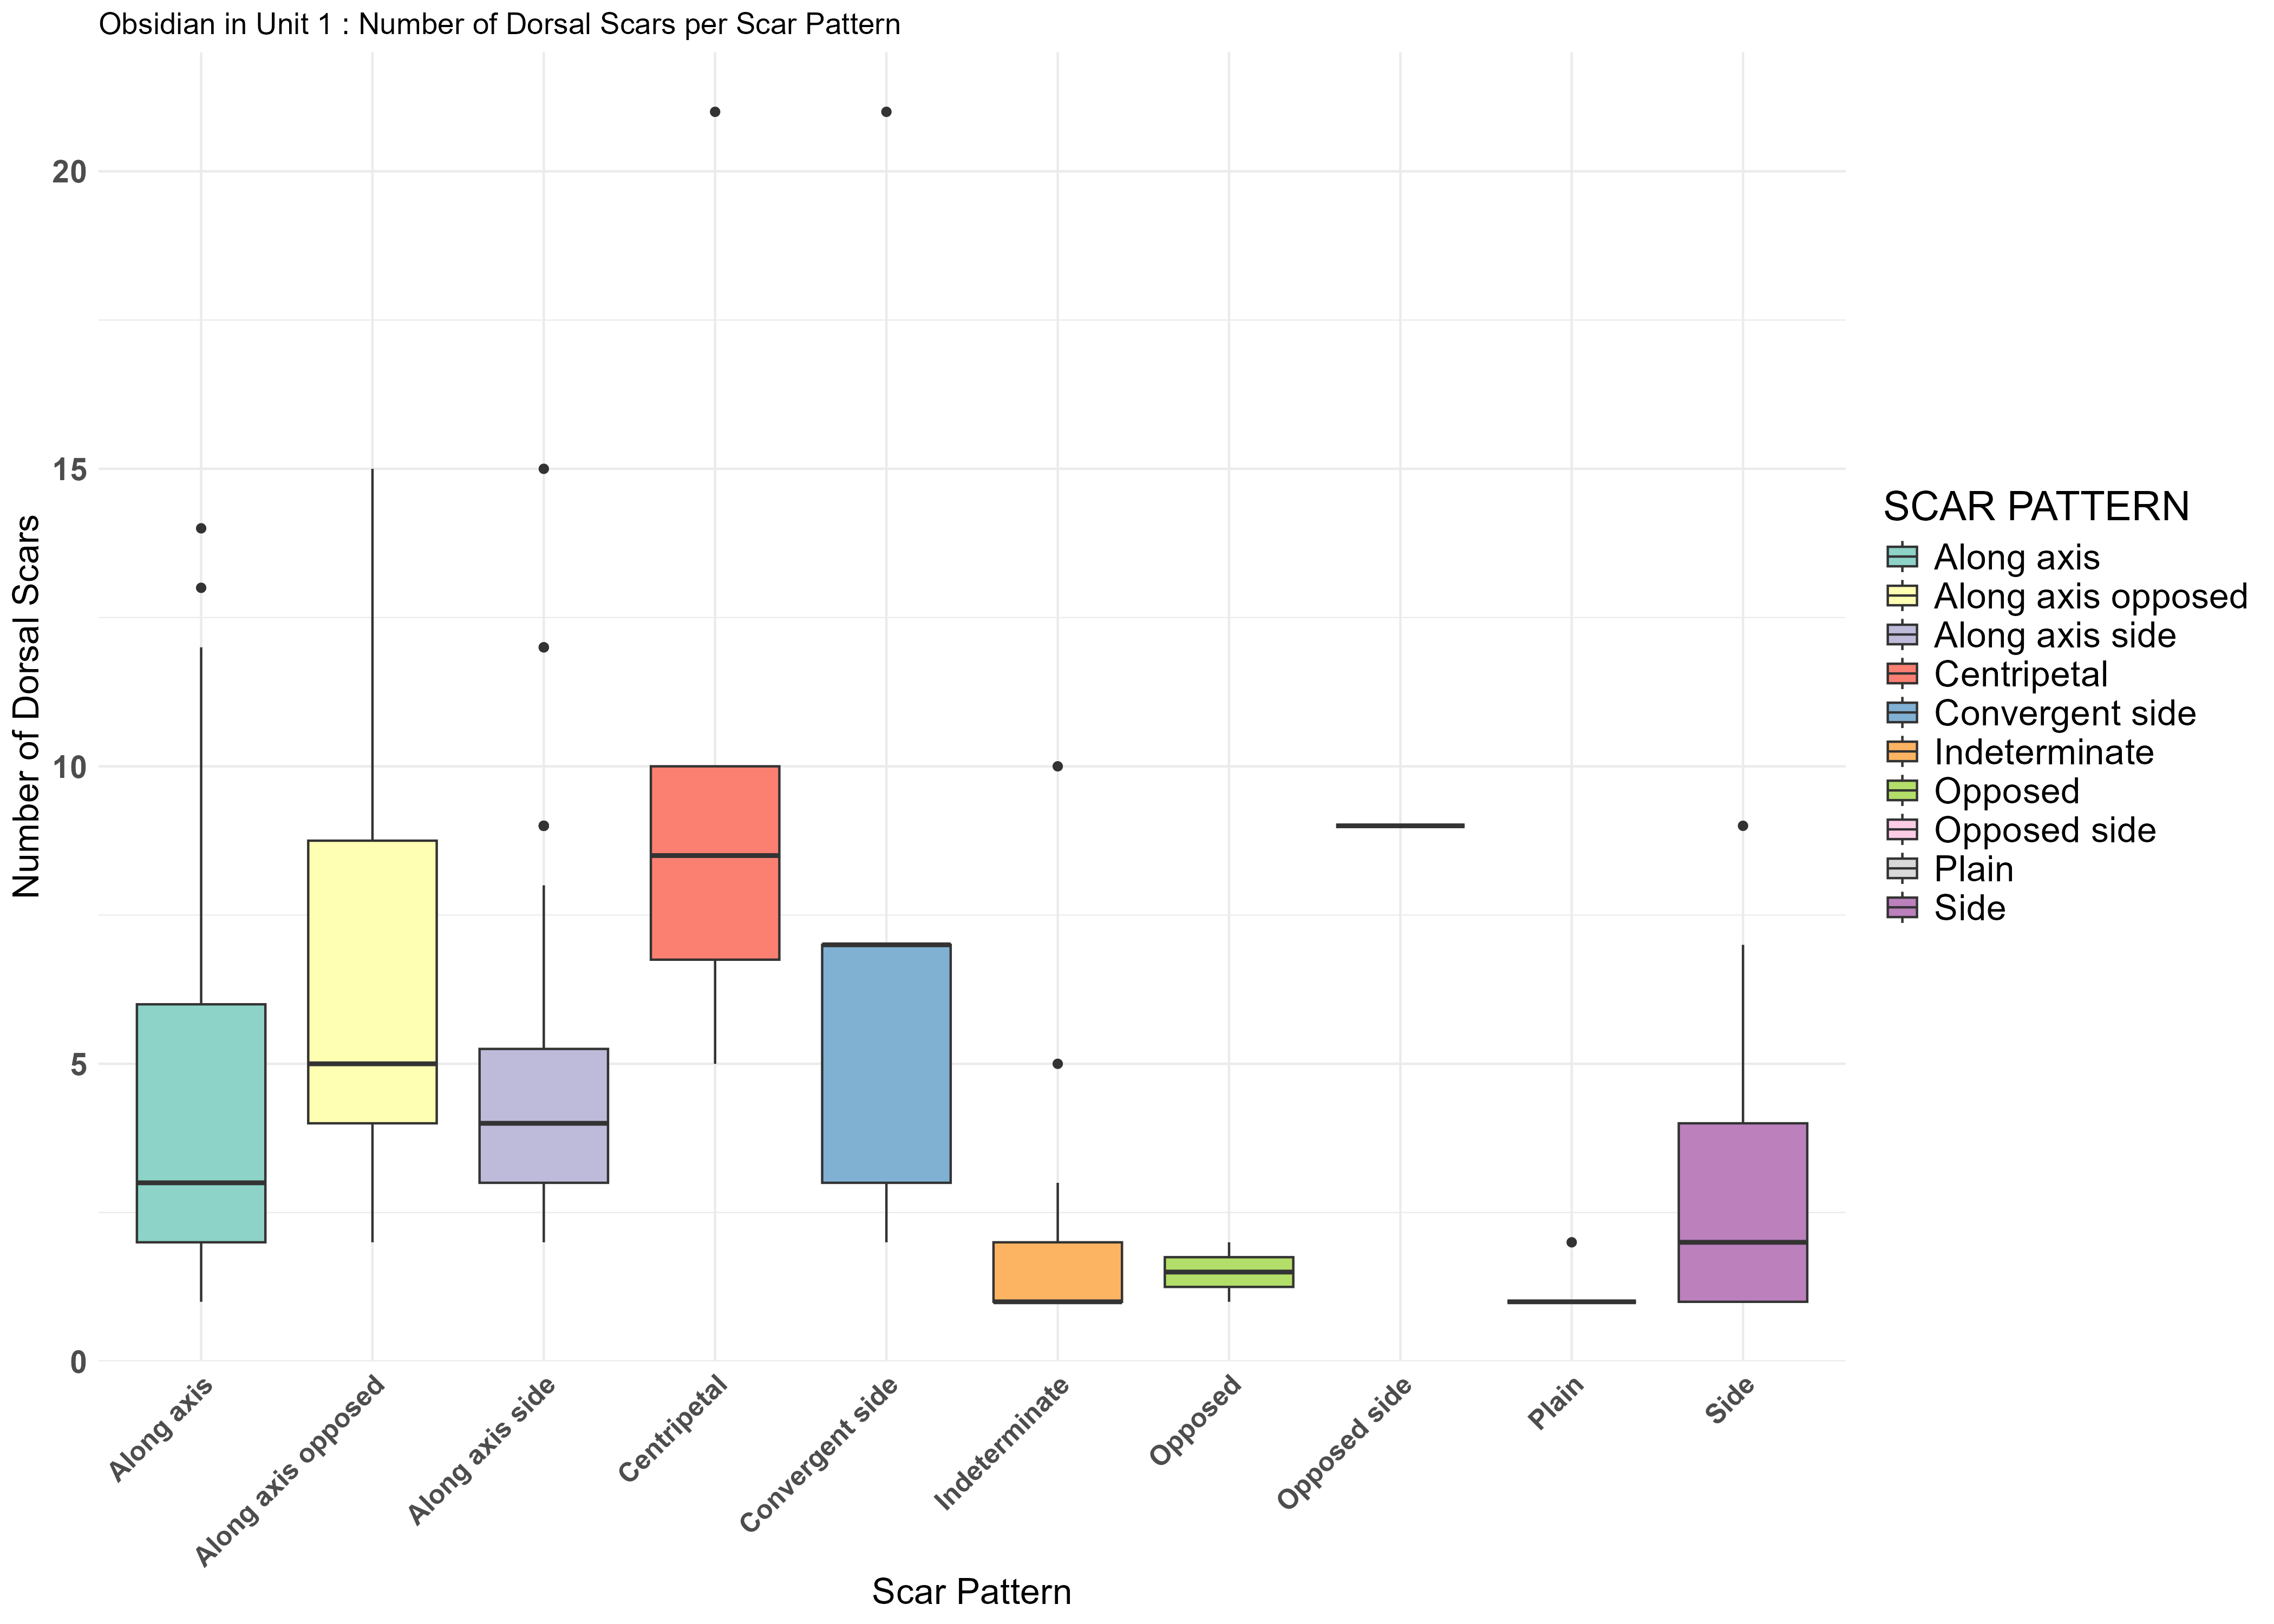 Obsidian in Unit 1 : Number of Dorsal Scars per Scar Pattern
20
15
10
5
0
Number of Dorsal Scars
Along axis
Along axis opposed
Along axis side
Centripetal
Convergent side
Indeterminate
Opposed
Opposed side
Plain
Side
Scar Pattern
SCAR PATTERN
Along axis
Along axis opposed
Along axis side
Centripetal
Convergent side
Indeterminate
Opposed
Opposed side
Plain
Side